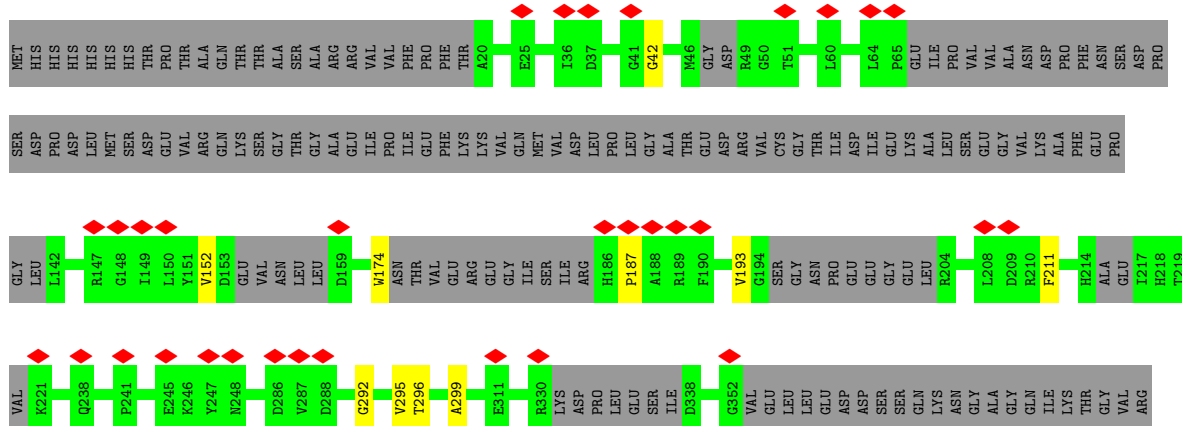 MET HIS HIS HIS HIS HIS HIS THR PRO THR ALA GLN THR THR ALA SER ALA ARG ARG VAL VAL PHE PRO PHE THR A20 E25 I36 D37 G41 G42 M46 GLY ASP R49 G50 T51 L60 L64 P65 GLU ILE PRO VAL VAL ALA ASN ASP PRO PHE ASN SER ASP PRO
SER ASP PRO ASP LEU MET SER ASP GLU VAL ARG GLN LYS SER GLY THR GLY ALA GLU ILE PRO ILE GLU PHE LYS LYS VAL GLN MET VAL ASP LEU PRO LEU GLY ALA THR GLU ASP ARG VAL CYS GLY THR ILE ASP ILE GLU LYS ALA LEU SER GLU GLY VAL LYS ALA PHE GLU PRO
GLY LEU L142 R147 G148 I149 L150 Y151 V152 D153 GLU VAL ASN LEU LEU D159 W174 ASN THR VAL GLU ARG GLU GLY ILE SER ILE ARG H186 P187 A188 R189 F190 V193 G194 SER GLY ASN PRO GLU GLU GLY GLU LEU R204 L208 D209 R210 F211 H214 ALA GLU I217 H218 T219
VAL K221 Q238 P241 E245 K246 Y247 N248 D286 V287 D288 G292 V295 T296 A299 E311 R330 LYS ASP PRO LEU GLU SER ILE D338 G352 VAL GLU LEU LEU GLU ASP ASP SER SER GLN LYS ASN GLY ALA GLY GLN ILE LYS THR GLY VAL ARG